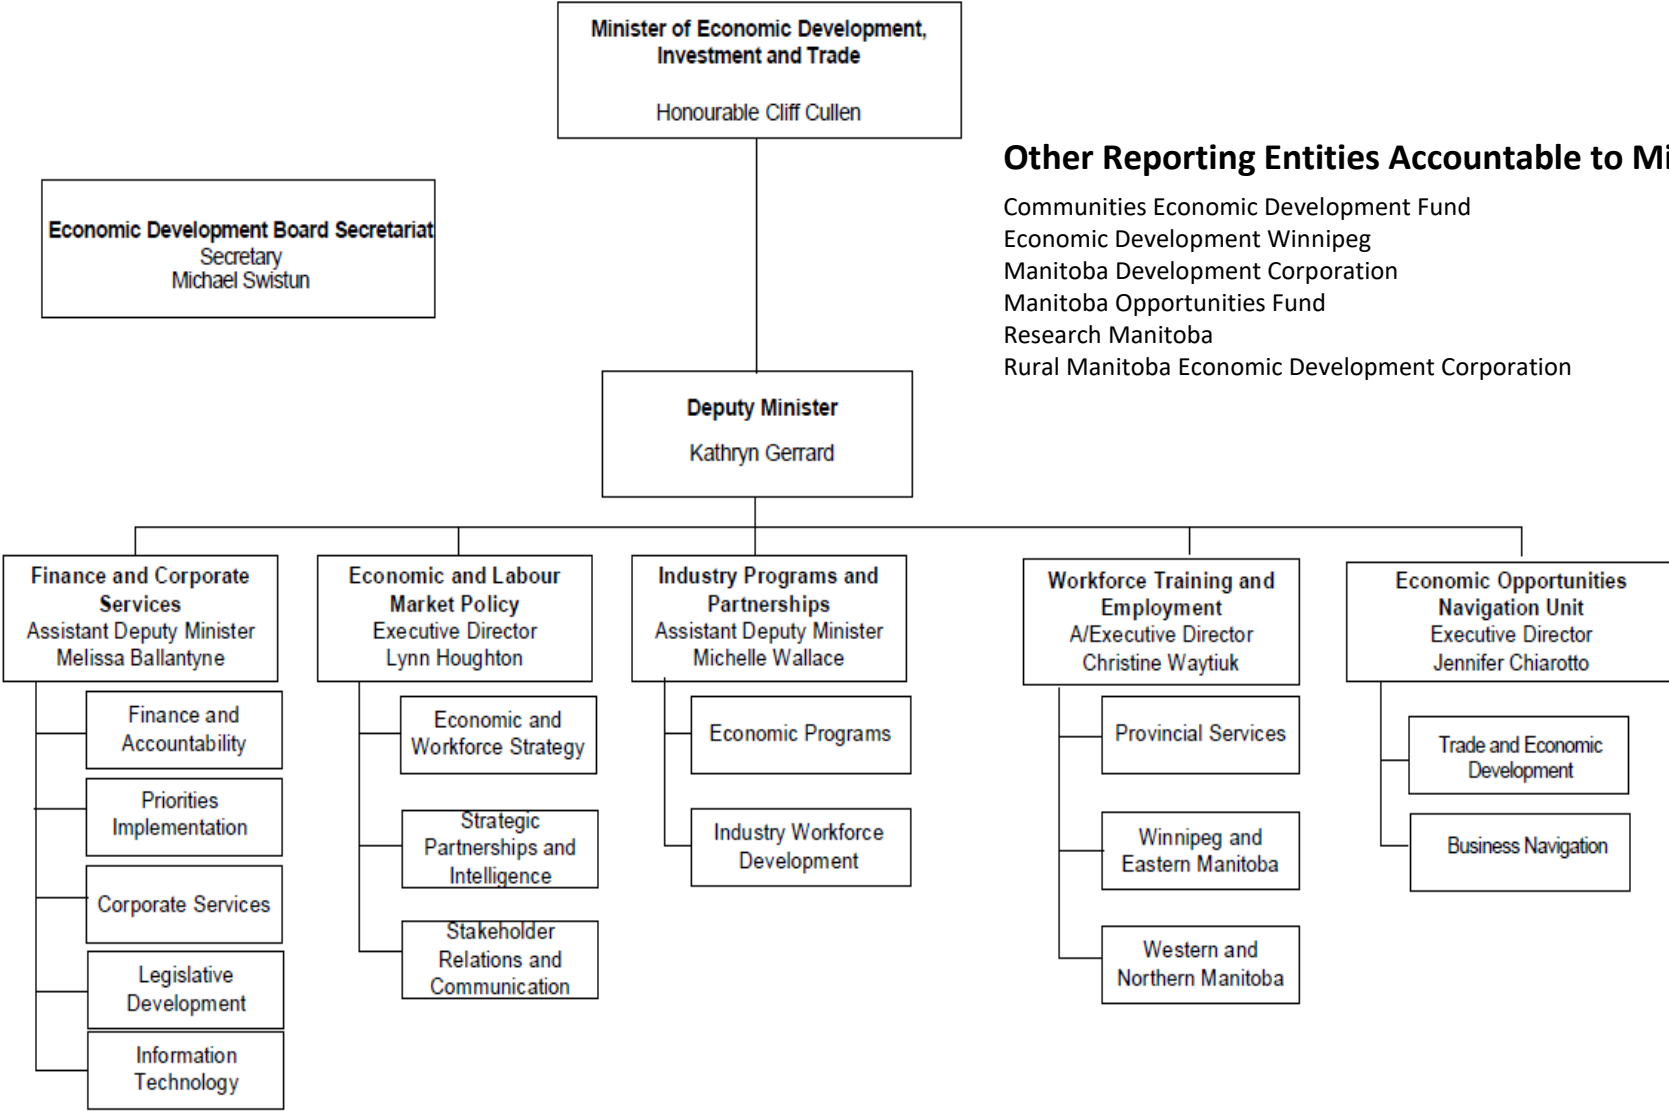 Minister of Economic Development,
Investment and Trade
Honourable Cliff Cullen
Other Reporting Entities Accountable to
Communities Economic Development Fund
Economic Development Winnipeg
Manitoba Development Corporation
Manitoba Opportunities Fund
Research Manitoba
Rural Manitoba Economic Development Corporation
Economic Development Board Secretariat
Secretary
Michael Swistun
Deputy Minister
Kathryn Gerrard
Finance and Corporate
Services
Assistant Deputy Minister
Melissa Ballantyne
Finance and
Accountability
Priorities
Implementation
Corporate Services
Legislative
Development
Information
Technology
Economic and Labour
Market Policy
Executive Director
Lynn Houghton
Economic and
Workforce Strategy
Strategic
Partnerships and
Intelligence
Stakeholder
Relations and
Communication
Industry Programs and
Partnerships
Assistant Deputy Minister
Michelle Wallace
Economic Programs
Industry Workforce
Development
Workforce Training and
Employment
A/Executive Director
Christine Waytiuk
Provincial Services
Winnipeg and
Eastern Manitoba
Western and
Northern Manitoba
Economic Opportunities
Navigation Unit
Executive Director
Jennifer Chiarotto
Trade and Economic
Development
Business Navigation